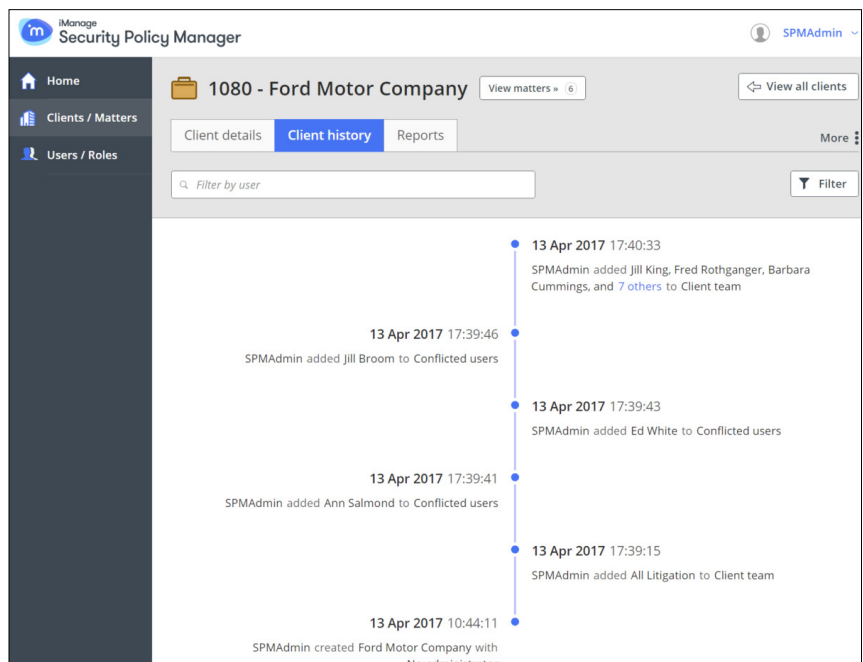 iManage
Security Policy Manager
SPMAdmin
Home
Clients / Matters
Users / Roles
1080 - Ford Motor Company
View matters » 6
View all clients
Client details
Client history
Reports
More
Filter by user
Filter
13 Apr 2017 17:40:33
SPMAdmin added Jill King, Fred Rothganger, Barbara
Cummings, and 7 others to Client team
13 Apr 2017 17:39:46
SPMAdmin added Jill Broom to Conflicted users
13 Apr 2017 17:39:43
SPMAdmin added Ed White to Conflicted users
13 Apr 2017 17:39:41
SPMAdmin added Ann Salmond to Conflicted users
13 Apr 2017 17:39:15
SPMAdmin added All Litigation to Client team
13 Apr 2017 10:44:11
SPMAdmin created Ford Motor Company with